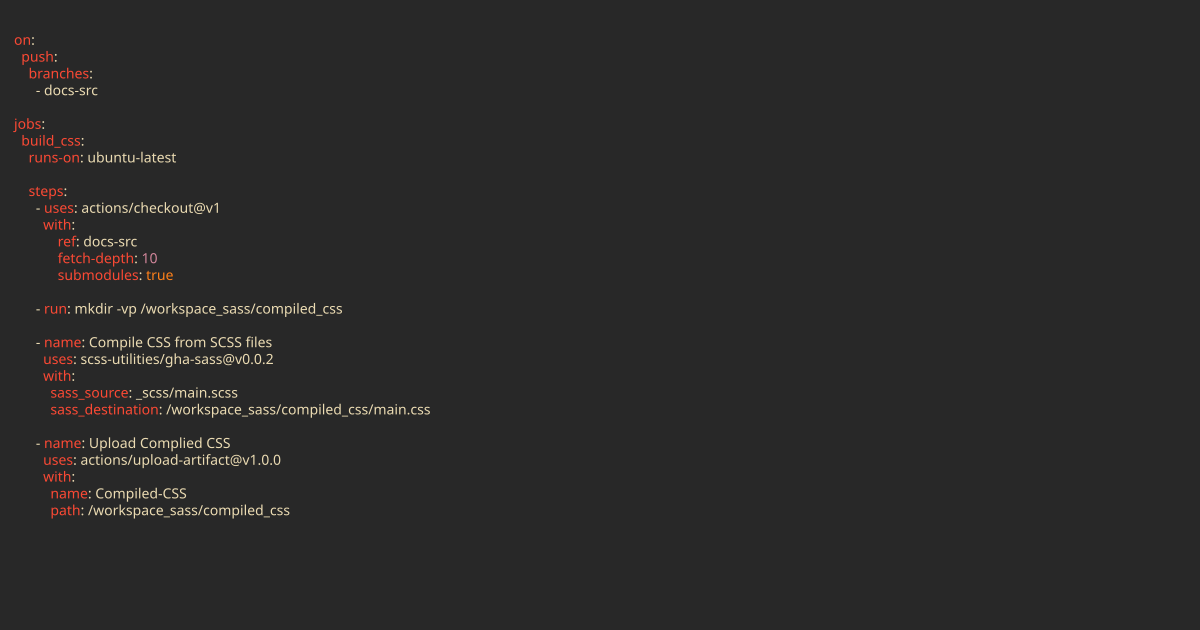 on:
push:
branches:
- docs-src
jobs:
build_css:
runs-on: ubuntu-latest
steps:
- uses: actions/checkout@v1
with:
ref: docs-src
fetch-depth: 10
submodules: true
- run: mkdir -vp /workspace_sass/compiled_css
- name: Compile CSS from SCSS files
uses: scss-utilities/gha-sass@v0.0.2
with:
sass_source: _scss/main.scss
sass_destination: /workspace_sass/compiled_css/main.css
- name: Upload Complied CSS
uses: actions/upload-artifact@v1.0.0
with:
name: Compiled-CSS
path: /workspace_sass/compiled_css